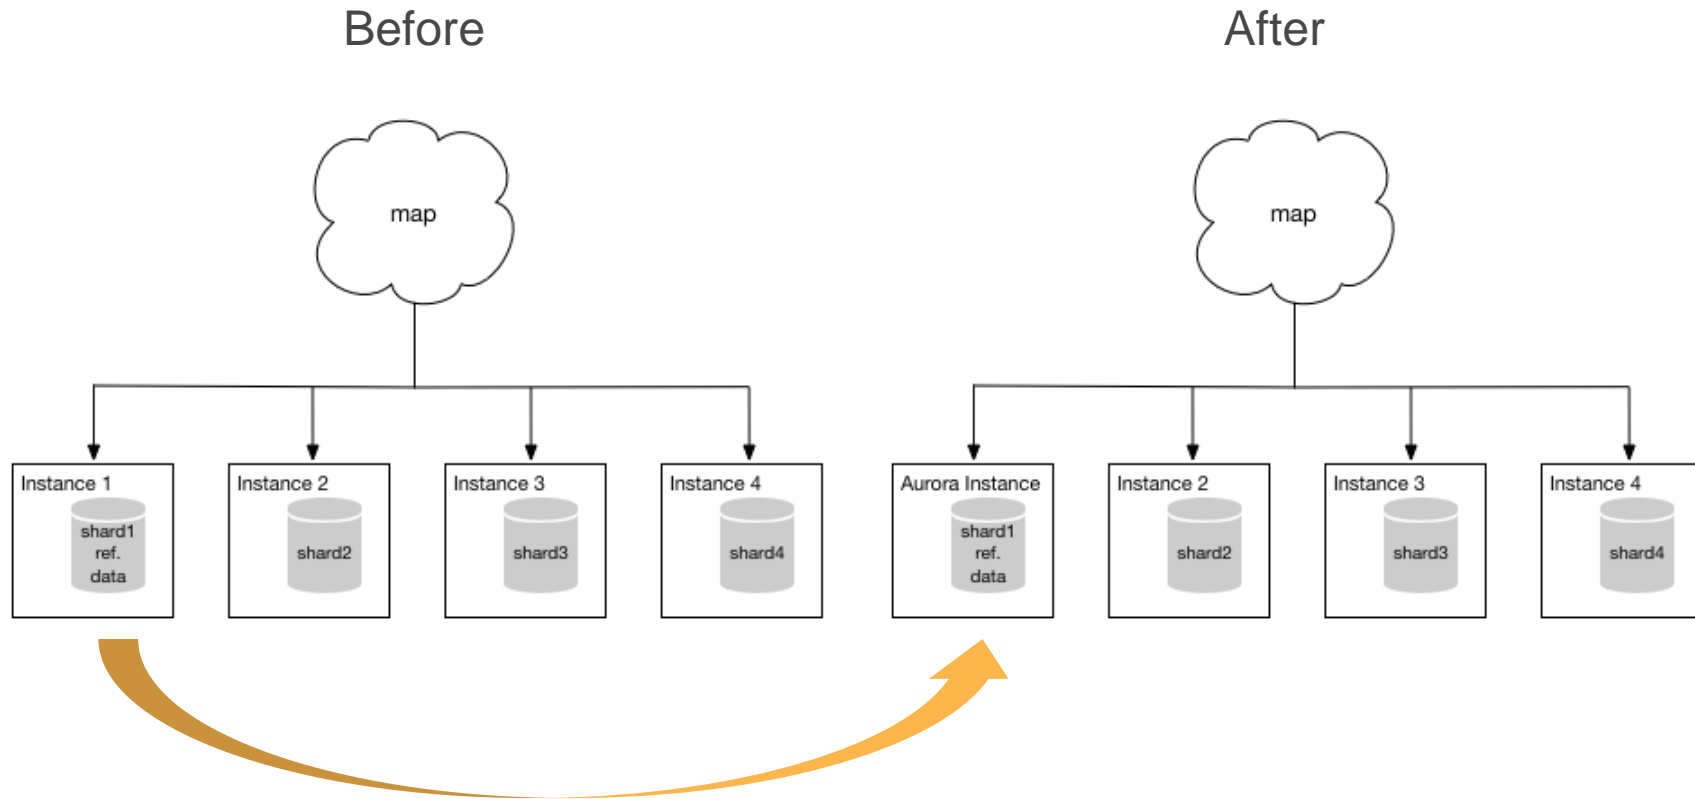 Before
map
Instance 1
shard1
ref.
data
Instance 2
shard2
Instance 3
shard3
Instance 4
shard4
After
map
Aurora Instance
shard1
ref.
data
Instance 2
shard2
Instance 3
shard3
Instance 4
shard4